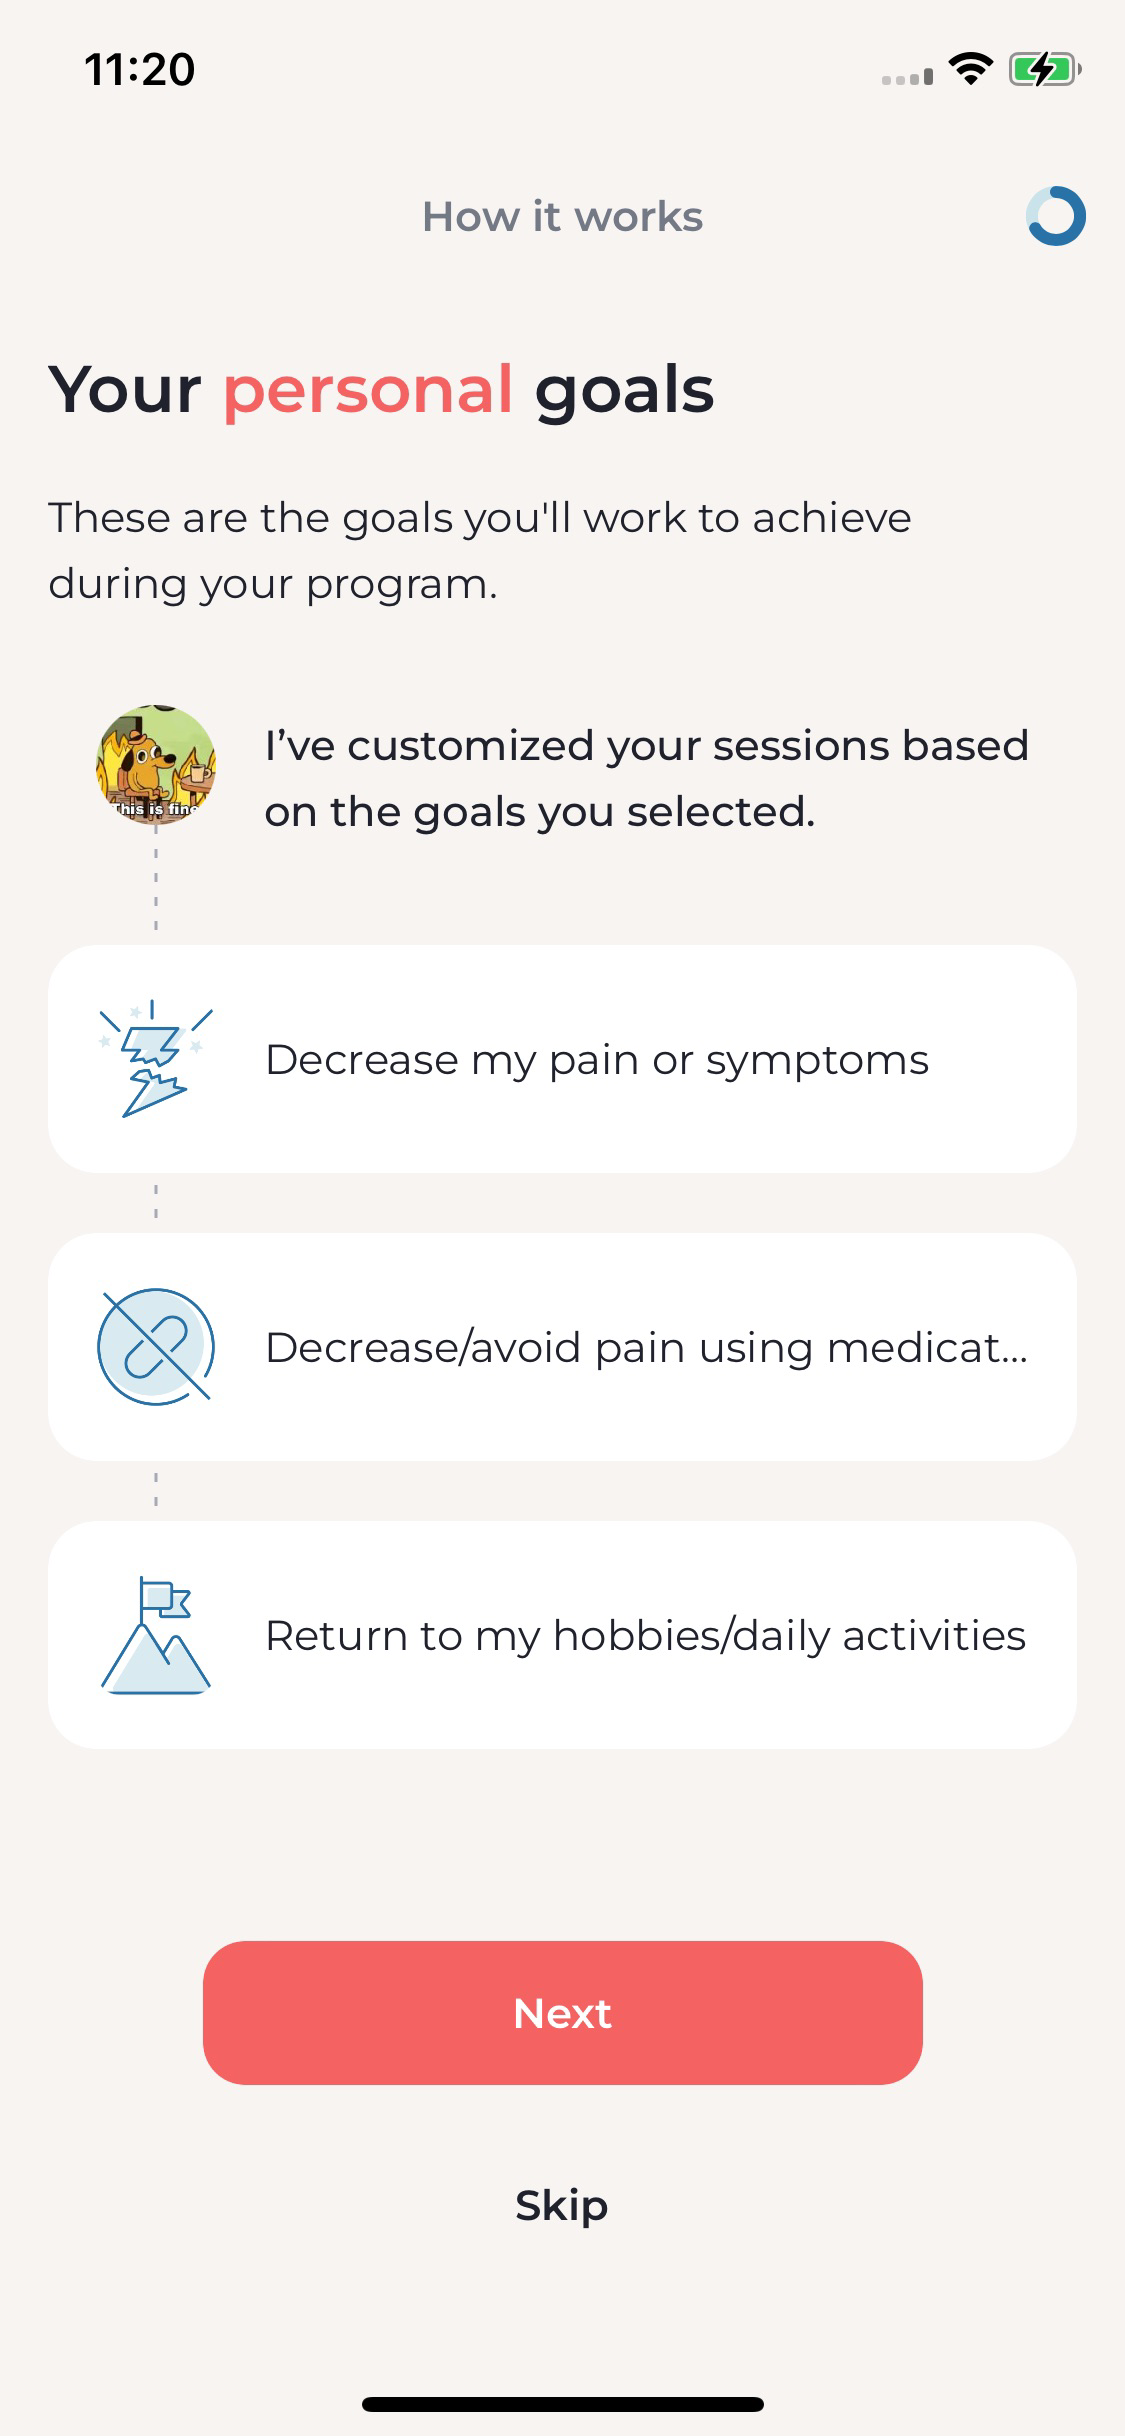 11:20
How it works
Your personal goals
These are the goals you'll work to achieve
during your program.
I’ve customized your sessions based
on the goals you selected.
This is fine
Decrease my pain or symptoms
Decrease/avoid pain using medicat...
Return to my hobbies/daily activities
Next
Skip